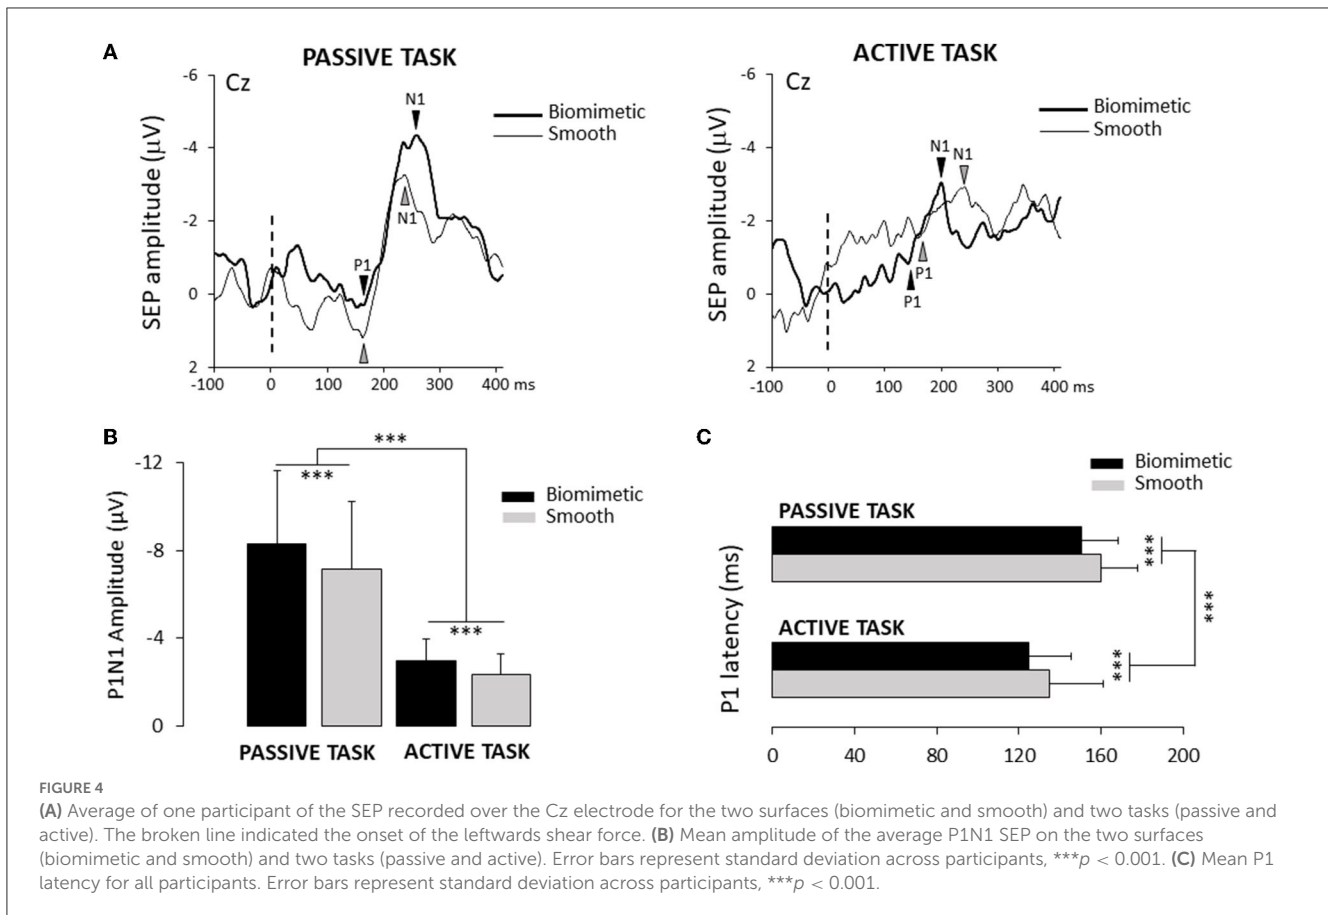 A
PASSIVE TASK
Cz
-6
-4
-2
0
2
SEP amplitude (µV)
N1
Biomimetic
Smooth
N1
P1
-100 0 100 200 300 400 ms
ACTIVE TASK
Cz
-6
-4
-2
0
2
SEP amplitude (µV)
Biomimetic
Smooth
N1 N1
P1
P1
-100 0 100 200 300 400 ms
B
***
***
-12
-8
-4
0
P1N1 Amplitude (µV)
Biomimetic
Smooth
***
PASSIVE TASK ACTIVE TASK
C
Biomimetic
Smooth
PASSIVE TASK
***
***
ACTIVE TASK
***
P1 latency (ms)
0 40 80 120 160 200
FIGURE 4
(A) Average of one participant of the SEP recorded over the Cz electrode for the two surfaces (biomimetic and smooth) and two tasks (passive and
active). The broken line indicated the onset of the leftwards shear force. (B) Mean amplitude of the average P1N1 SEP on the two surfaces
(biomimetic and smooth) and two tasks (passive and active). Error bars represent standard deviation across participants, ***p < 0.001. (C) Mean P1
latency for all participants. Error bars represent standard deviation across participants, ***p < 0.001.